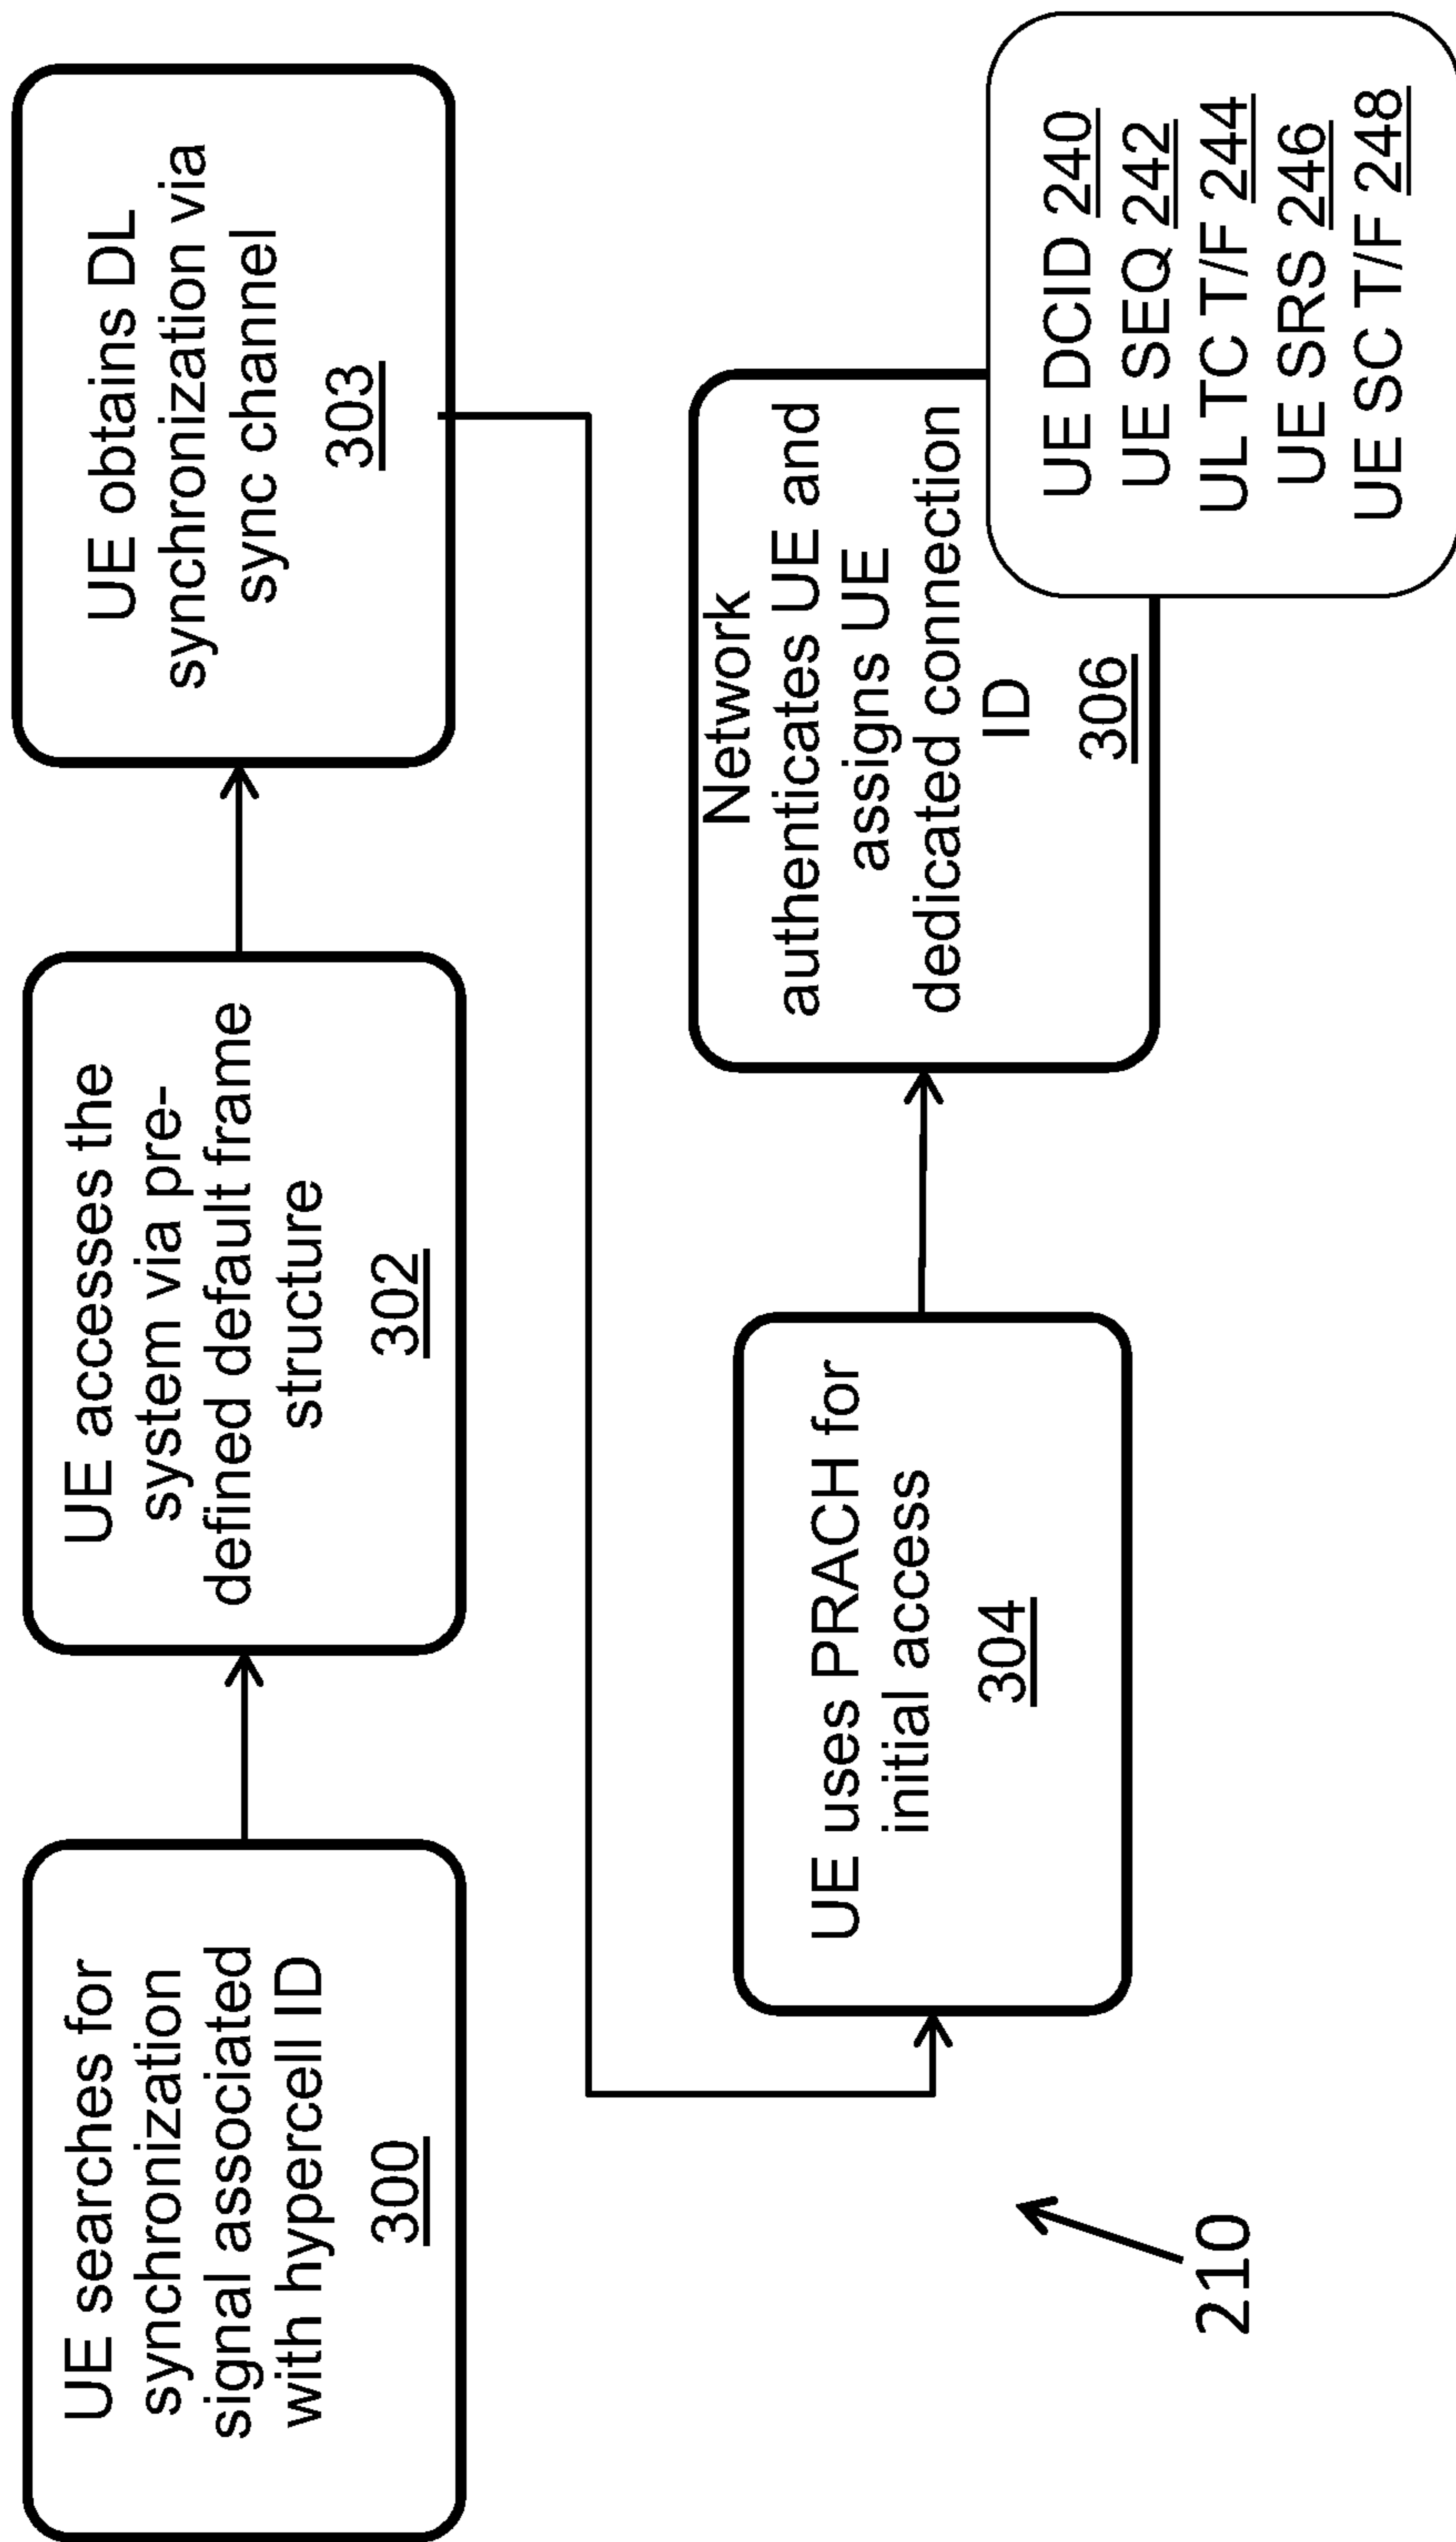 UE searches for
synchronization
signal associated
with hypercell ID
300
UE accesses the
system via pre-
defined default frame
structure
302
UE obtains DL
synchronization via
sync channel
303
UE uses PRACH for
initial access
304
Network
authenticates UE and
assigns UE
dedicated connection
ID
306
UE DCID 240
UE SEQ 242
UL TC T/F 244
UE SRS 246
UE SC T/F 248
210